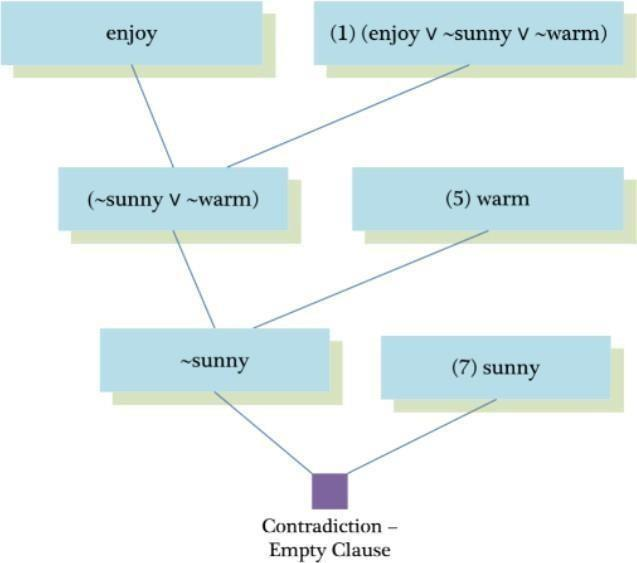 enjoy
(1) (enjoy V ~sunny V ~warm)
(~sunny V ~warm)
(5) warm
~sunny
(7) sunny
Contradiction –
Empty Clause